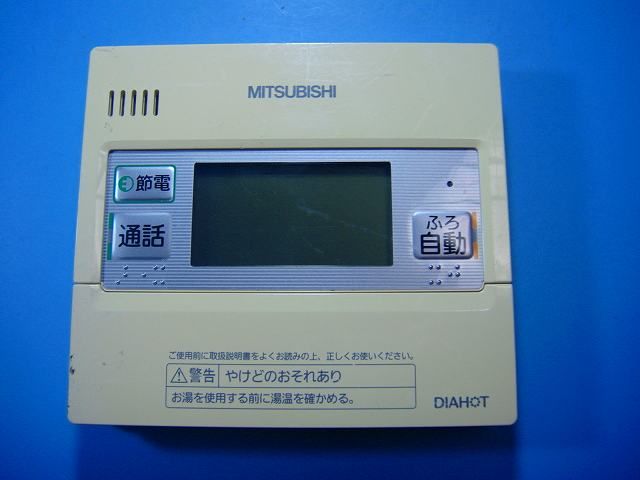 MITSUBISHI
節電
通話
ふろ
自動
ご使用前に取扱説明書をよくお読みの上、正しくお使いください。
警告 やけどのおそれあり
お湯を使用する前に湯温を確かめる。
DIAHOT